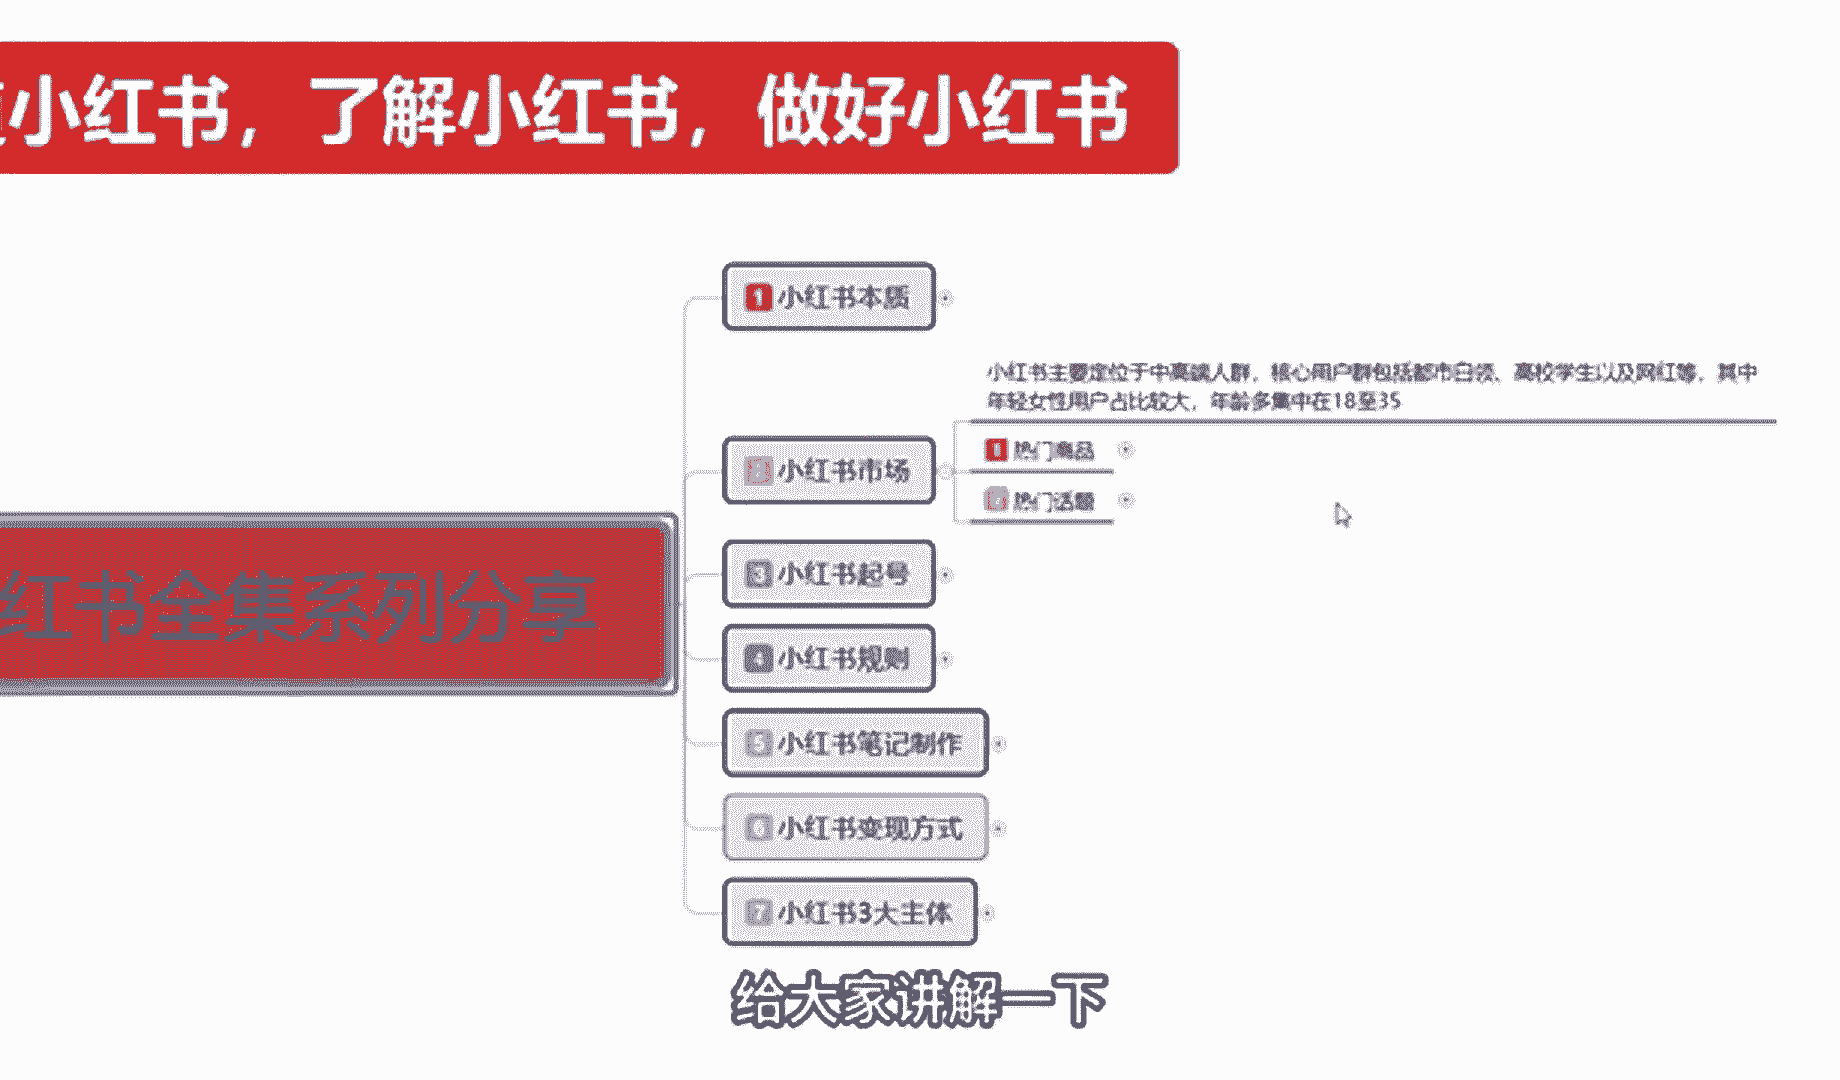 小红书，了解小红书，做好小红书
1 小红书本质
小红书主要定位于中高端人群，核心用户群包括都市白领、高校学生以及网红等，其中
年轻女性用户占比较大，年龄多集中在18至35
小红书市场
1 热门商品
热门话题
红书全集系列分享
3 小红书起号
4 小红书规则
5 小红书笔记制作
6 小红书变现方式
7 小红书3大主体
给大家讲解一下